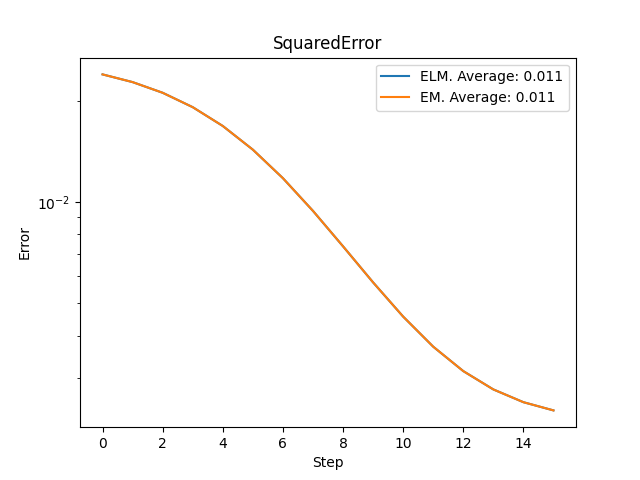 SquaredError
ELM. Average: 0.011
EM. Average: 0.011
Error
10⁻²
0 2 4 6 8 10 12 14
Step